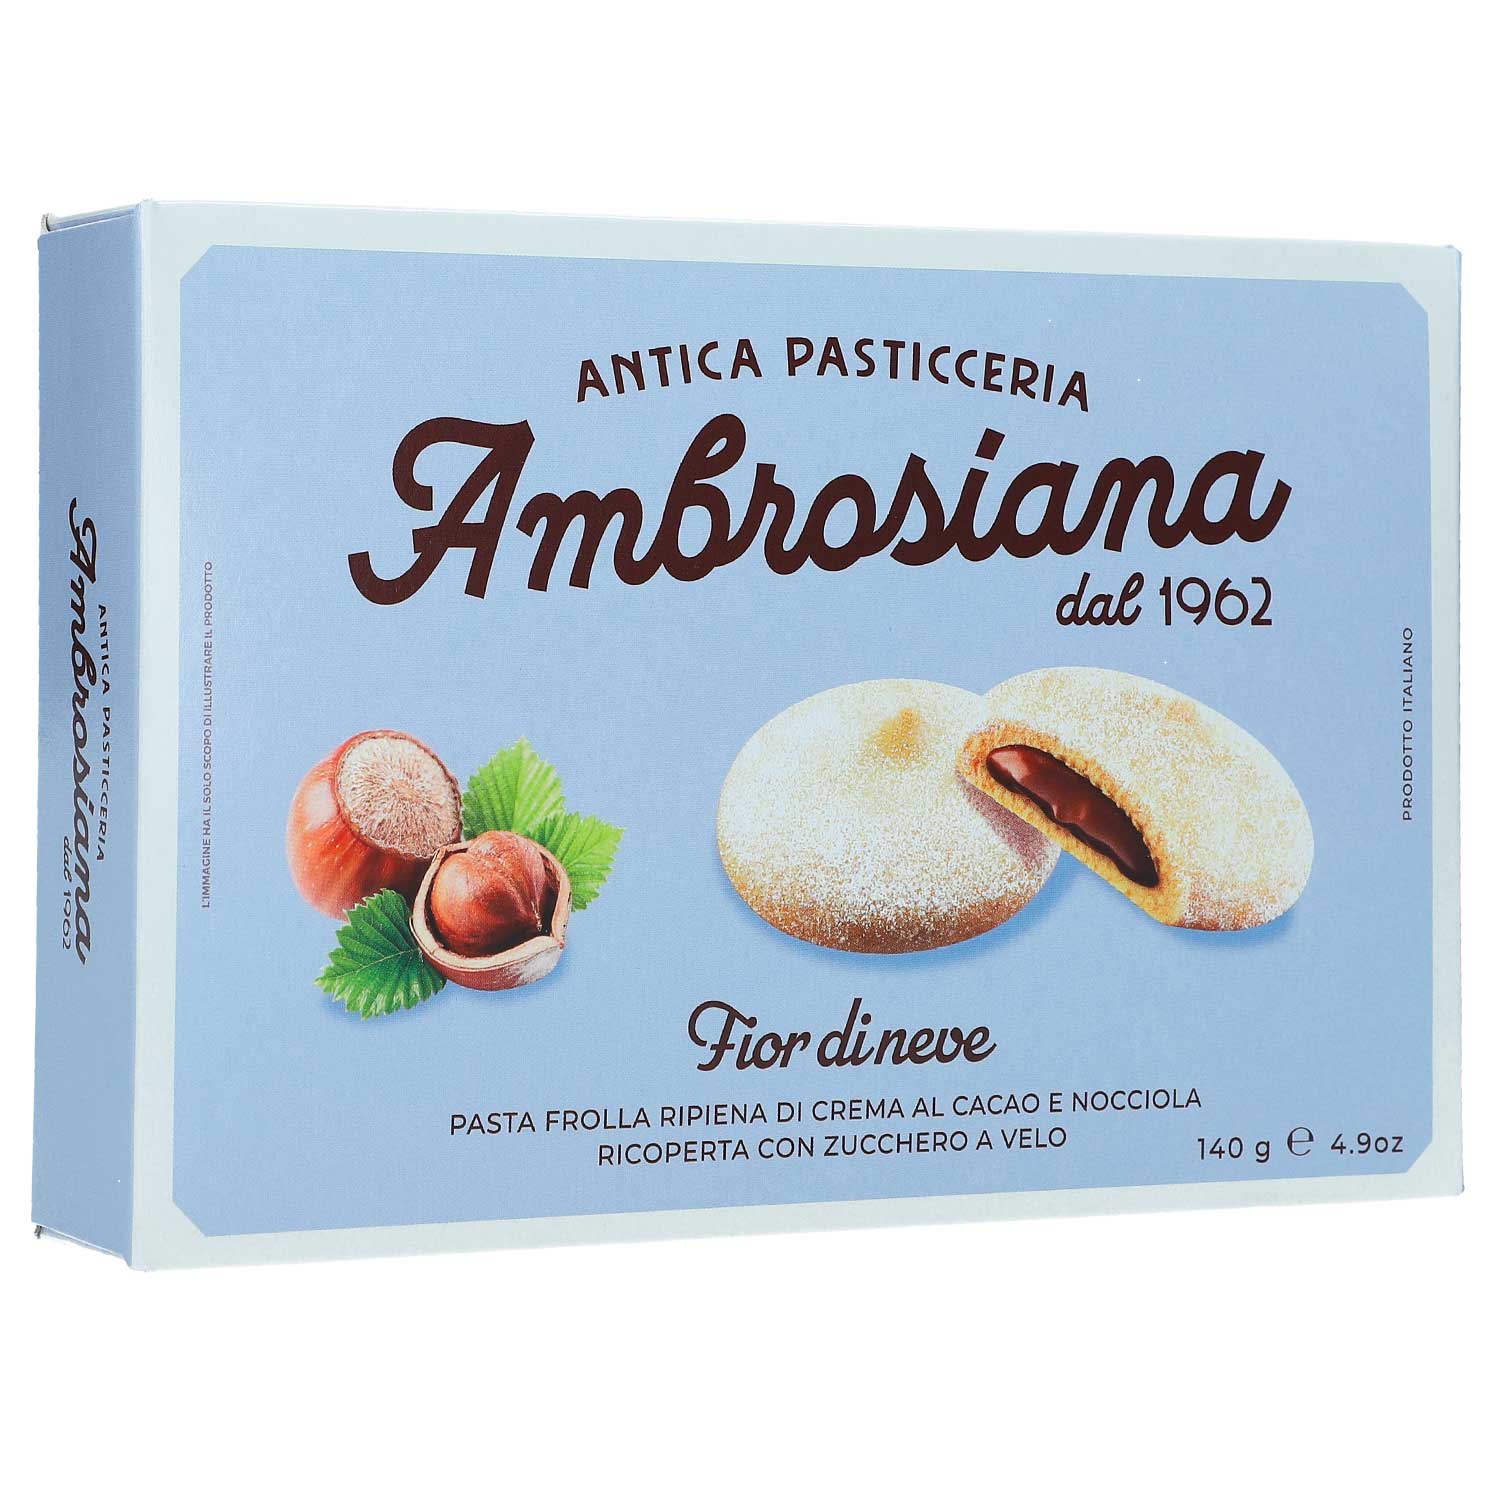 ANTICA PASTICCERIA
Ambrosiana
dal 1962
ANTICA PASTICCERIA
Ambrosiana
dal 1962
L'IMMAGINE HA IL SOLO SCOPO DI ILLUSTRARE IL PRODOTTO
PRODOTTO ITALIANO
Fior di neve
PASTA FROLLA RIPIENA DI CREMA AL CACAO E NOCCIOLA
RICOPERTA CON ZUCCHERO A VELO
140 g ℮ 4.9oz